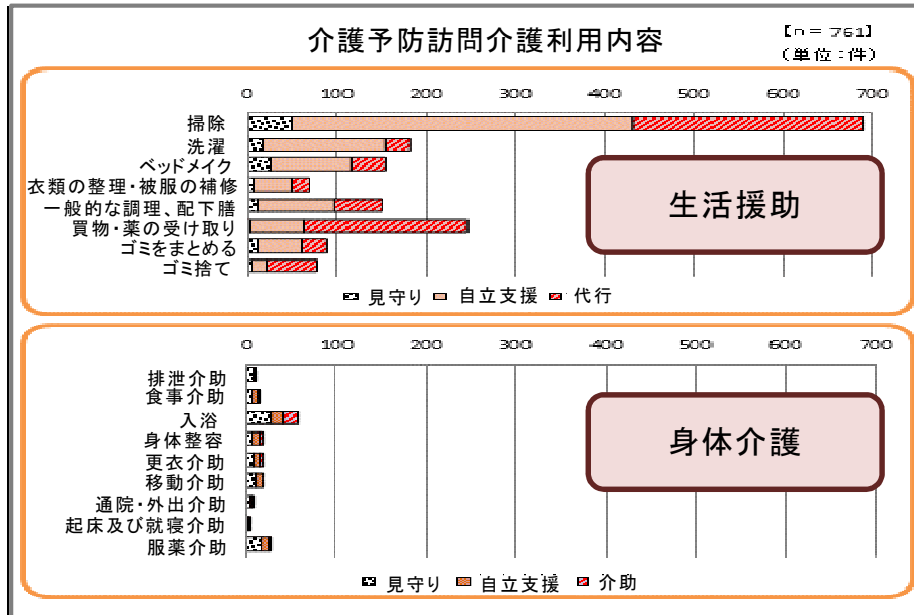 介護予防訪問介護利用内容
【n = 761】
(単位:件)
0 100 200 300 400 500 600 700
掃除
洗濯
ベッドメイク
衣類の整理・被服の補修
一般的な調理、配下膳
買物・薬の受け取り
ゴミをまとめる
ゴミ捨て
生活援助
見守り 自立支援 代行
0 100 200 300 400 500 600 700
排泄介助
食事介助
入浴
身体整容
更衣介助
移動介助
通院・外出介助
起床及び就寝介助
服薬介助
身体介護
見守り 自立支援 介助